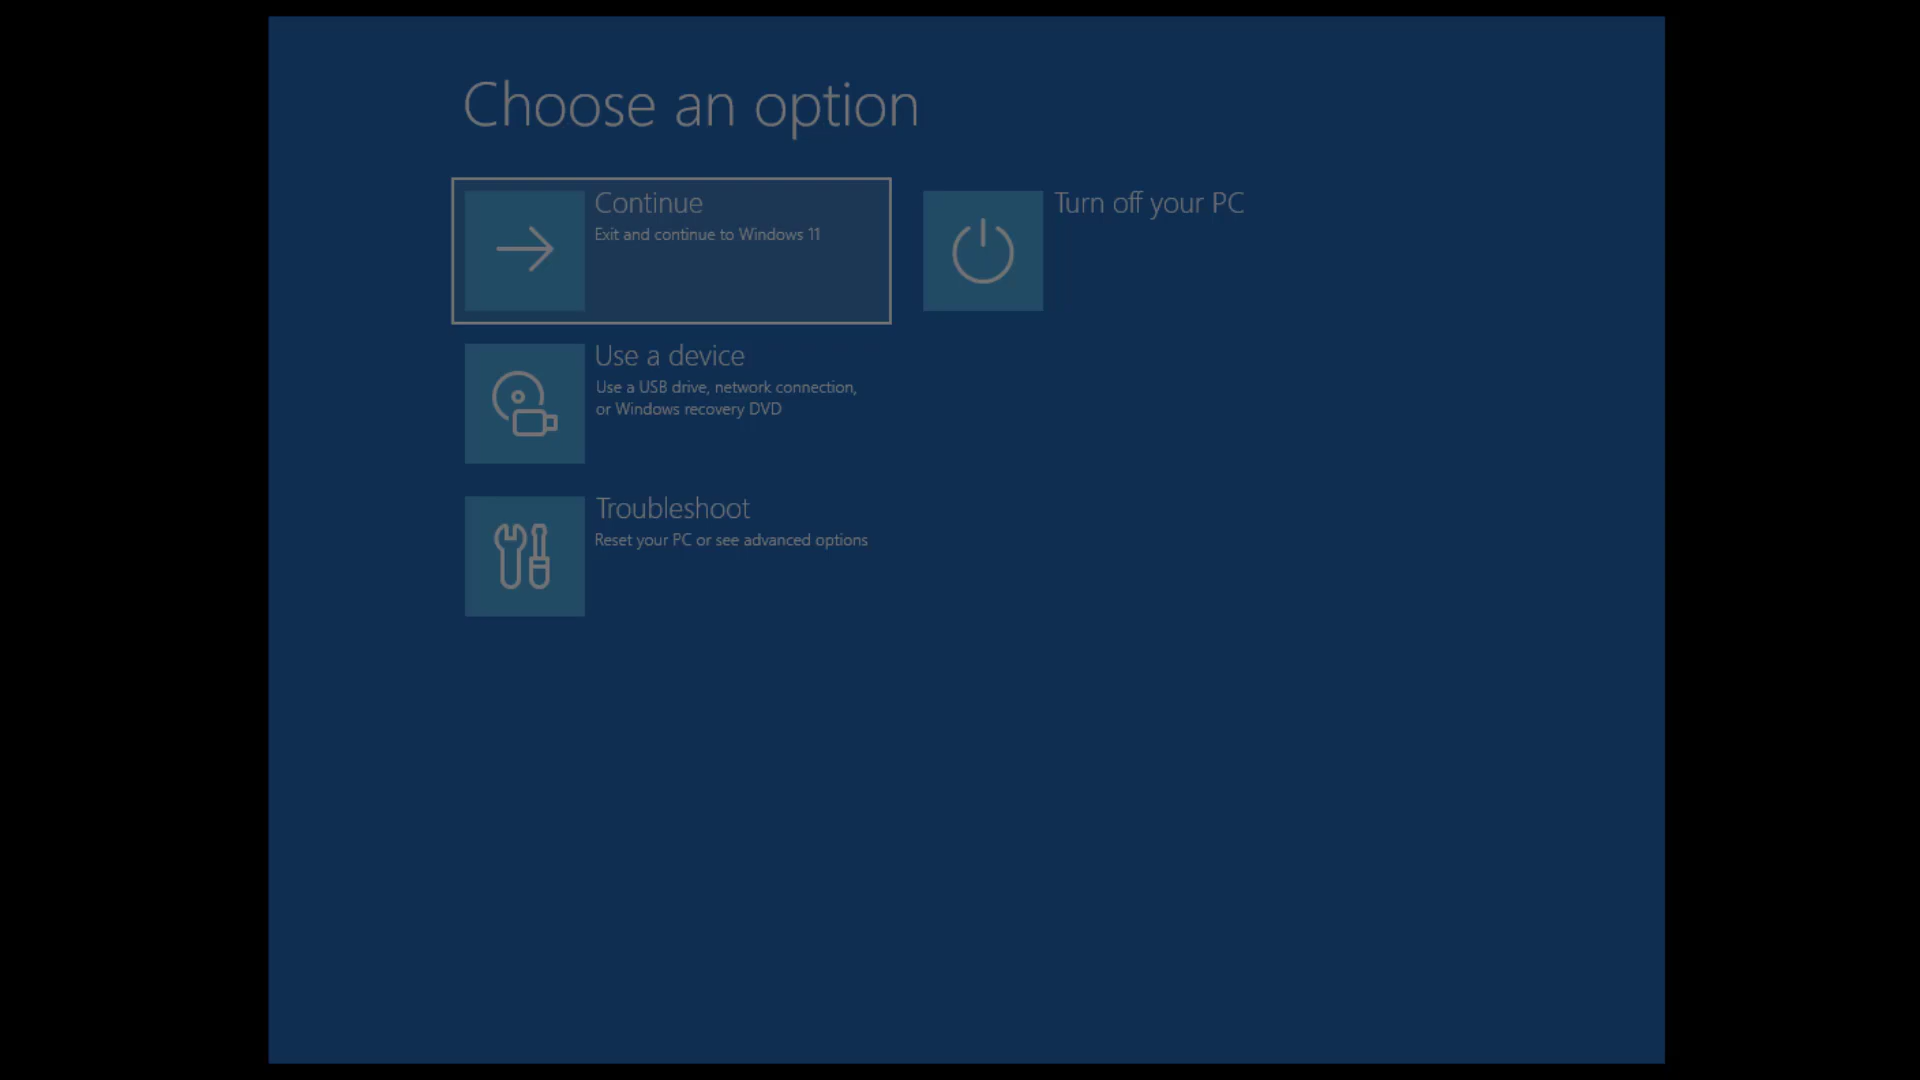 Choose an option
Continue
Exit and continue to Windows 11
Turn off your PC
Use a device
Use a USB drive, network connection,
or Windows recovery DVD
Troubleshoot
Reset your PC or see advanced options